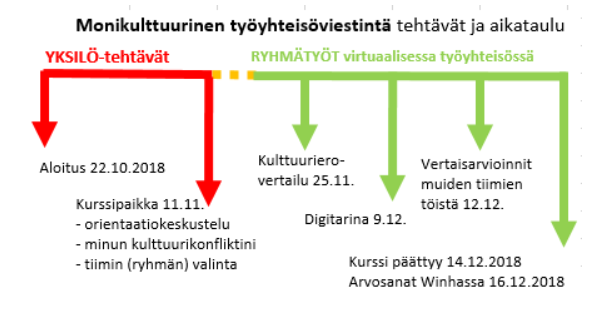 Monikulttuurinen työyhteisöviestintä tehtävät ja aikataulu
YKSILÖ-tehtävät
RYHMÄTYÖT virtuaalisessa työyhteisössä
Aloitus 22.10.2018
Kurssipaikka 11.11.
- orientaatiokeskustelu
- minun kulttuurikonfliktini
- tiimin (ryhmän) valinta
Kulttuuriero-
vertailu 25.11.
Digitarina 9.12.
Vertaisarvioinnit
muiden tiimien
töistä 12.12.
Kurssi päättyy 14.12.2018
Arvosanat Winhassa 16.12.2018